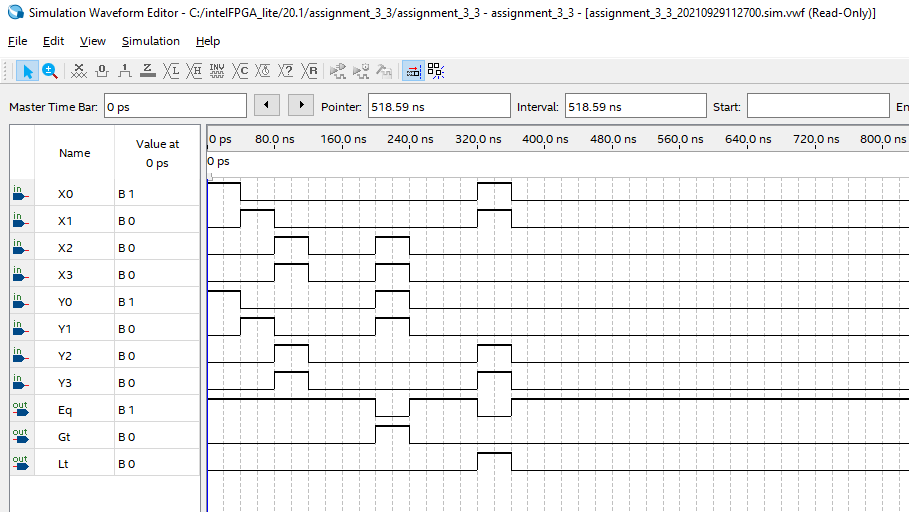 Simulation Waveform Editor - C:/intelFPGA_lite/20.1/assignment_3_3/assignment_3_3 - assignment_3_3 - [assignment_3_3_20210929112700.sim.vwf (Read-Only)]
File Edit View Simulation Help
Master Time Bar: 0 ps Pointer: 518.59 ns Interval: 518.59 ns Start: En
Name Value at 0 ps
0 ps 80.0 ns 160.0 ns 240.0 ns 320.0 ns 400.0 ns 480.0 ns 560.0 ns 640.0 ns 720.0 ns 800.0 ns
0 ps
in X0 B 1
in X1 B 0
in X2 B 0
in X3 B 0
in Y0 B 1
in Y1 B 0
in Y2 B 0
in Y3 B 0
out Eq B 1
out Gt B 0
out Lt B 0